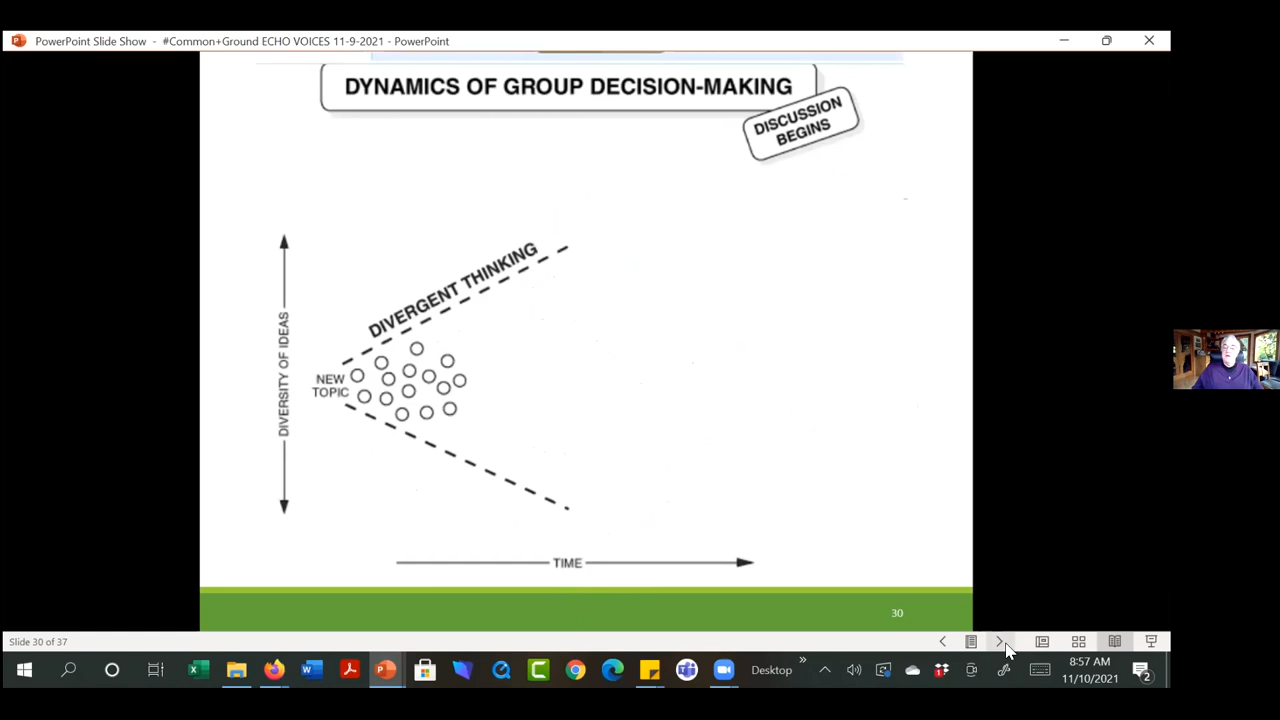 PowerPoint Slide Show - #Common+Ground ECHO VOICES 11-9-2021 - PowerPoint
DYNAMICS OF GROUP DECISION-MAKING
DISCUSSION
BEGINS
DIVERGENT THINKING
DIVERSITY OF IDEAS
NEW
TOPIC
TIME
30
Slide 30 of 37
Desktop
8:57 AM
11/10/2021
2